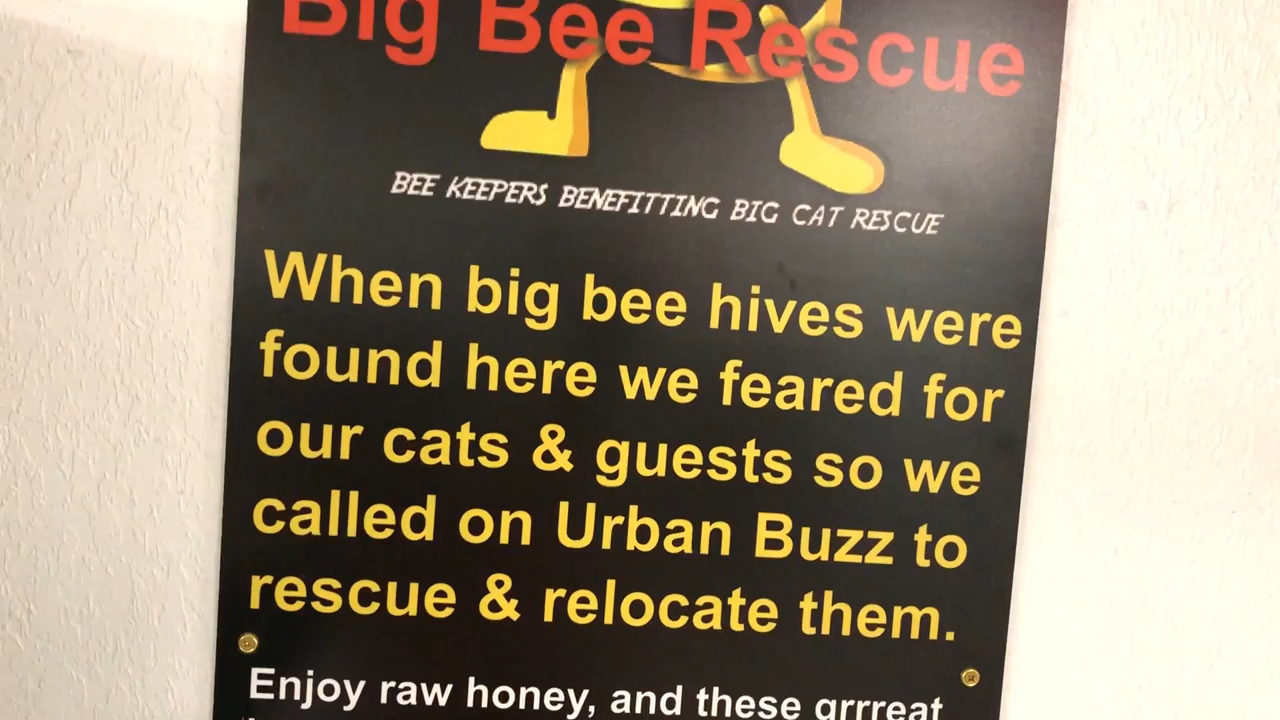 Big Bee Rescue
BEE KEEPERS BENEFITTING BIG CAT RESCUE
When big bee hives were
found here we feared for
our cats & guests so we
called on Urban Buzz to
rescue & relocate them.
Enjoy raw honey, and these grrreat